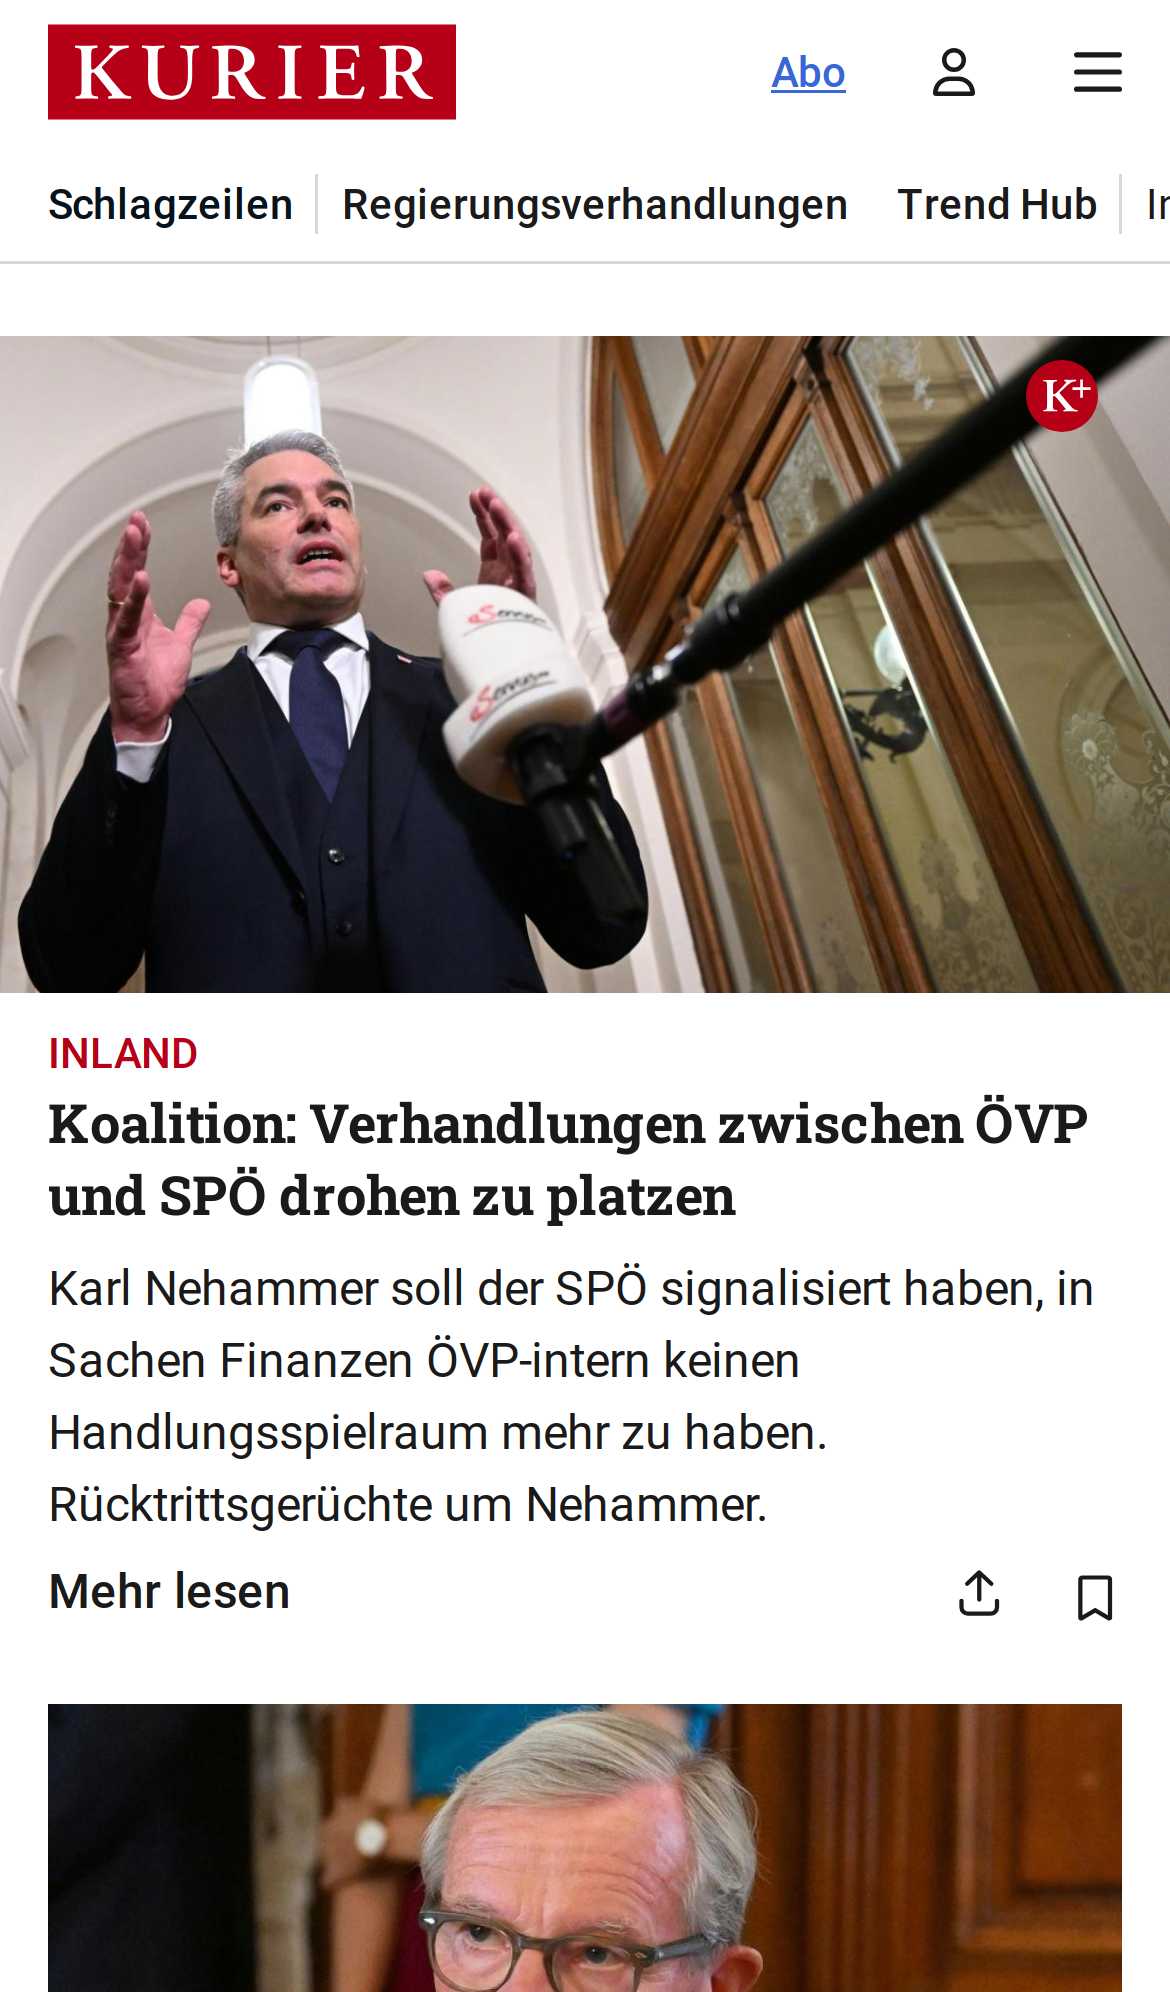 KURIER
Abo
Schlagzeilen
Regierungsverhandlungen
Trend Hub
K+
INLAND
Koalition: Verhandlungen zwischen ÖVP
und SPÖ drohen zu platzen
Karl Nehammer soll der SPÖ signalisiert haben, in
Sachen Finanzen ÖVP-intern keinen
Handlungsspielraum mehr zu haben.
Rücktrittsgerüchte um Nehammer.
Mehr lesen